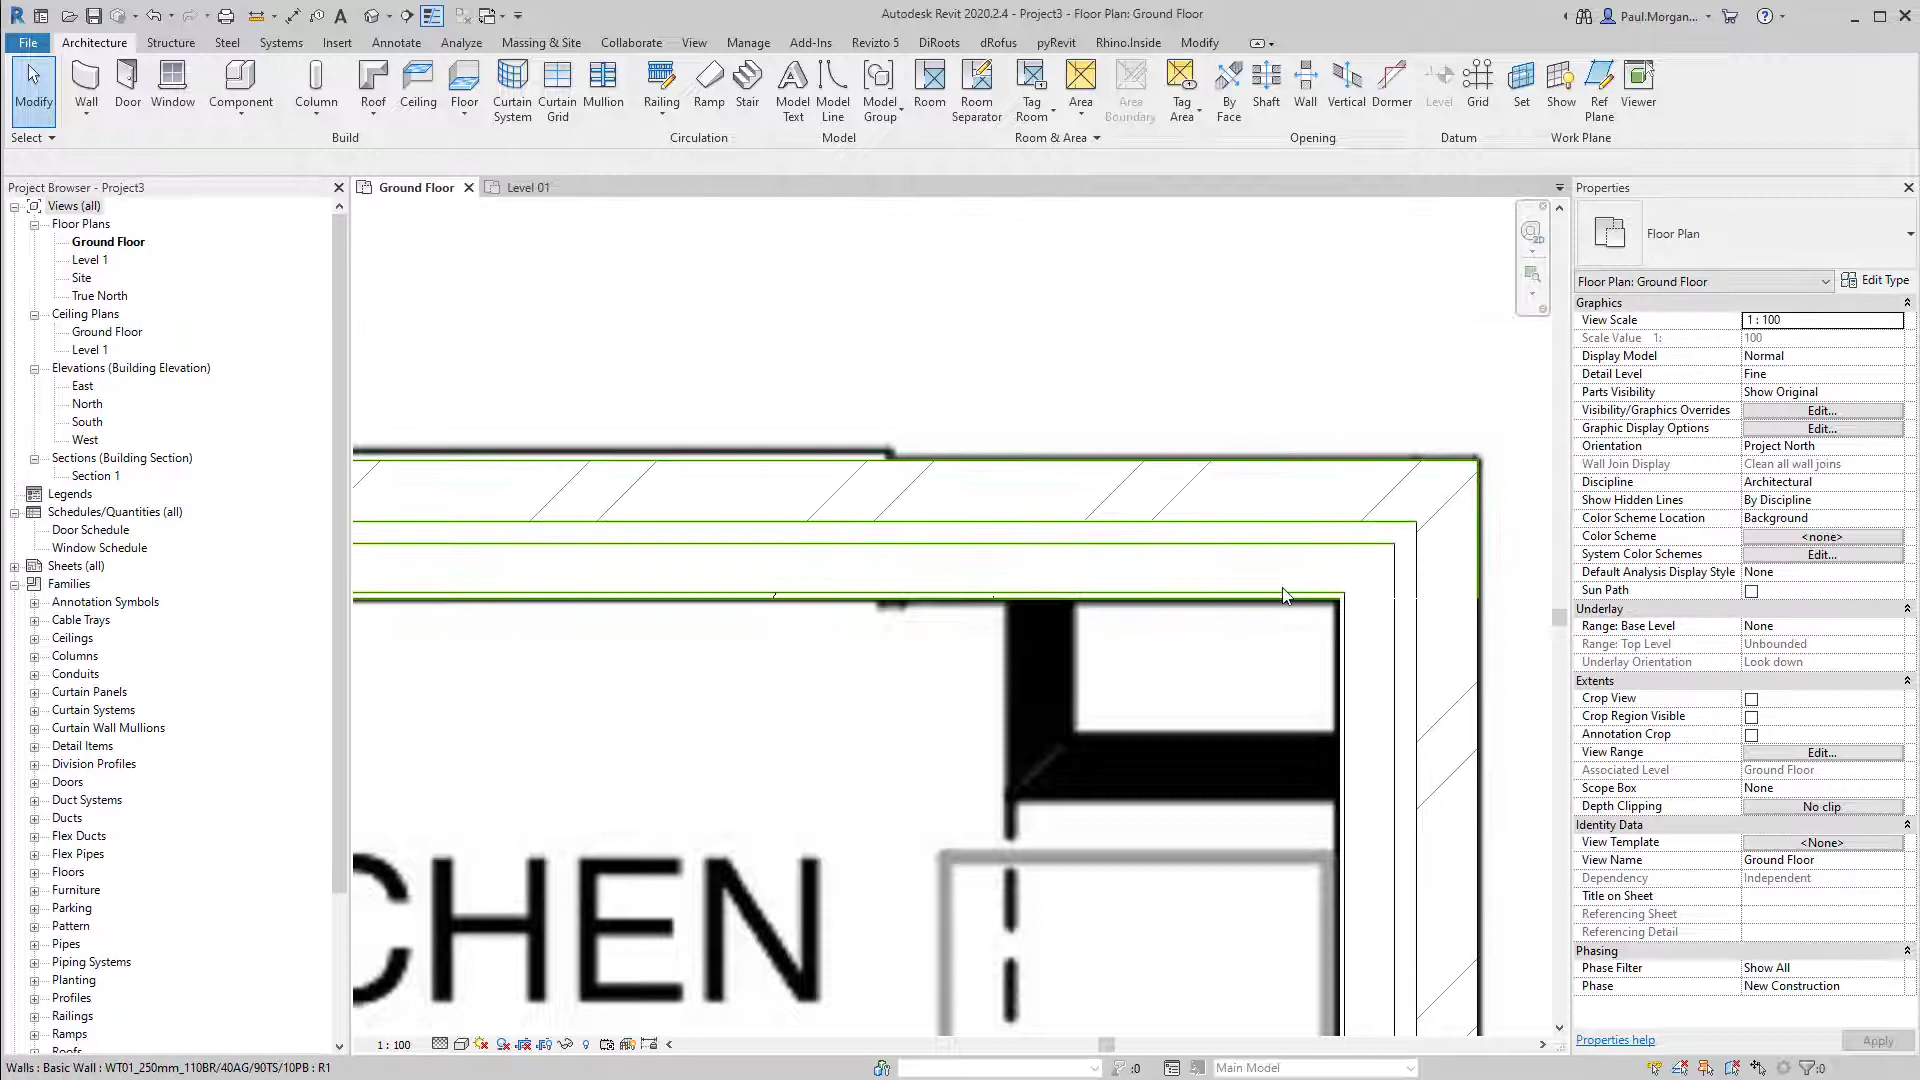 Autodesk Revit 2020.2.4 - Project3 - Floor Plan: Ground Floor
Paul.Morgan...
File Architecture Structure Steel Systems Insert Annotate Analyze Massing & Site Collaborate View Manage Add-Ins Revizto 5 DiRoots dRofus pyRevit Rhino.Inside Modify
Modify Wall Door Window Component Column Roof Ceiling Floor Curtain System Curtain Grid Mullion Railing Ramp Stair Model Text Model Line Model Group Room Room Separator Tag Room Area Area Boundary Tag Area By Face Shaft Wall Vertical Dormer Level Grid Set Show Ref Plane Viewer
Select Build Circulation Model Room & Area Opening Datum Work Plane
Project Browser - Project3
Views (all)
Floor Plans
Ground Floor
Level 1
Site
True North
Ceiling Plans
Ground Floor
Level 1
Elevations (Building Elevation)
East
North
South
West
Sections (Building Section)
Section 1
Legends
Schedules/Quantities (all)
Door Schedule
Window Schedule
Sheets (all)
Families
Annotation Symbols
Cable Trays
Ceilings
Columns
Conduits
Curtain Panels
Curtain Systems
Curtain Wall Mullions
Detail Items
Division Profiles
Doors
Duct Systems
Ducts
Flex Ducts
Flex Pipes
Floors
Furniture
Parking
Pattern
Pipes
Piping Systems
Planting
Profiles
Railings
Ramps
Roofs
Ground Floor Level 01
2D
CHEN
1 : 100
Properties
Floor Plan
Floor Plan: Ground Floor Edit Type
Graphics
View Scale 1 : 100
Scale Value 1: 100
Display Model Normal
Detail Level Fine
Parts Visibility Show Original
Visibility/Graphics Overrides Edit...
Graphic Display Options Edit...
Orientation Project North
Wall Join Display Clean all wall joins
Discipline Architectural
Show Hidden Lines By Discipline
Color Scheme Location Background
Color Scheme <none>
System Color Schemes Edit...
Default Analysis Display Style None
Sun Path
Underlay
Range: Base Level None
Range: Top Level Unbounded
Underlay Orientation Look down
Extents
Crop View
Crop Region Visible
Annotation Crop
View Range Edit...
Associated Level Ground Floor
Scope Box None
Depth Clipping No clip
Identity Data
View Template <None>
View Name Ground Floor
Dependency Independent
Title on Sheet
Referencing Sheet
Referencing Detail
Phasing
Phase Filter Show All
Phase New Construction
Properties help Apply
Walls : Basic Wall : WT01_250mm_110BR/40AG/90TS/10PB : R1
:0 Main Model :0